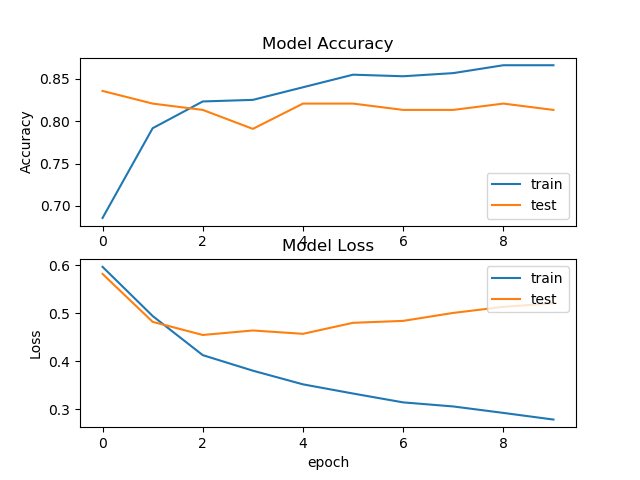 Model Accuracy
Accuracy
0.85
0.80
0.75
0.70
train
test
0 2 4 6 8
Model Loss
Loss
0.6
0.5
0.4
0.3
train
test
0 2 4 6 8
epoch